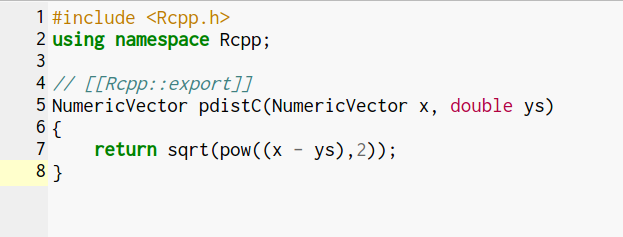 1 #include <Rcpp.h>
2 using namespace Rcpp;
3
4 // [[Rcpp::export]]
5 NumericVector pdistC(NumericVector x, double ys)
6 {
7     return sqrt(pow((x - ys),2));
8 }